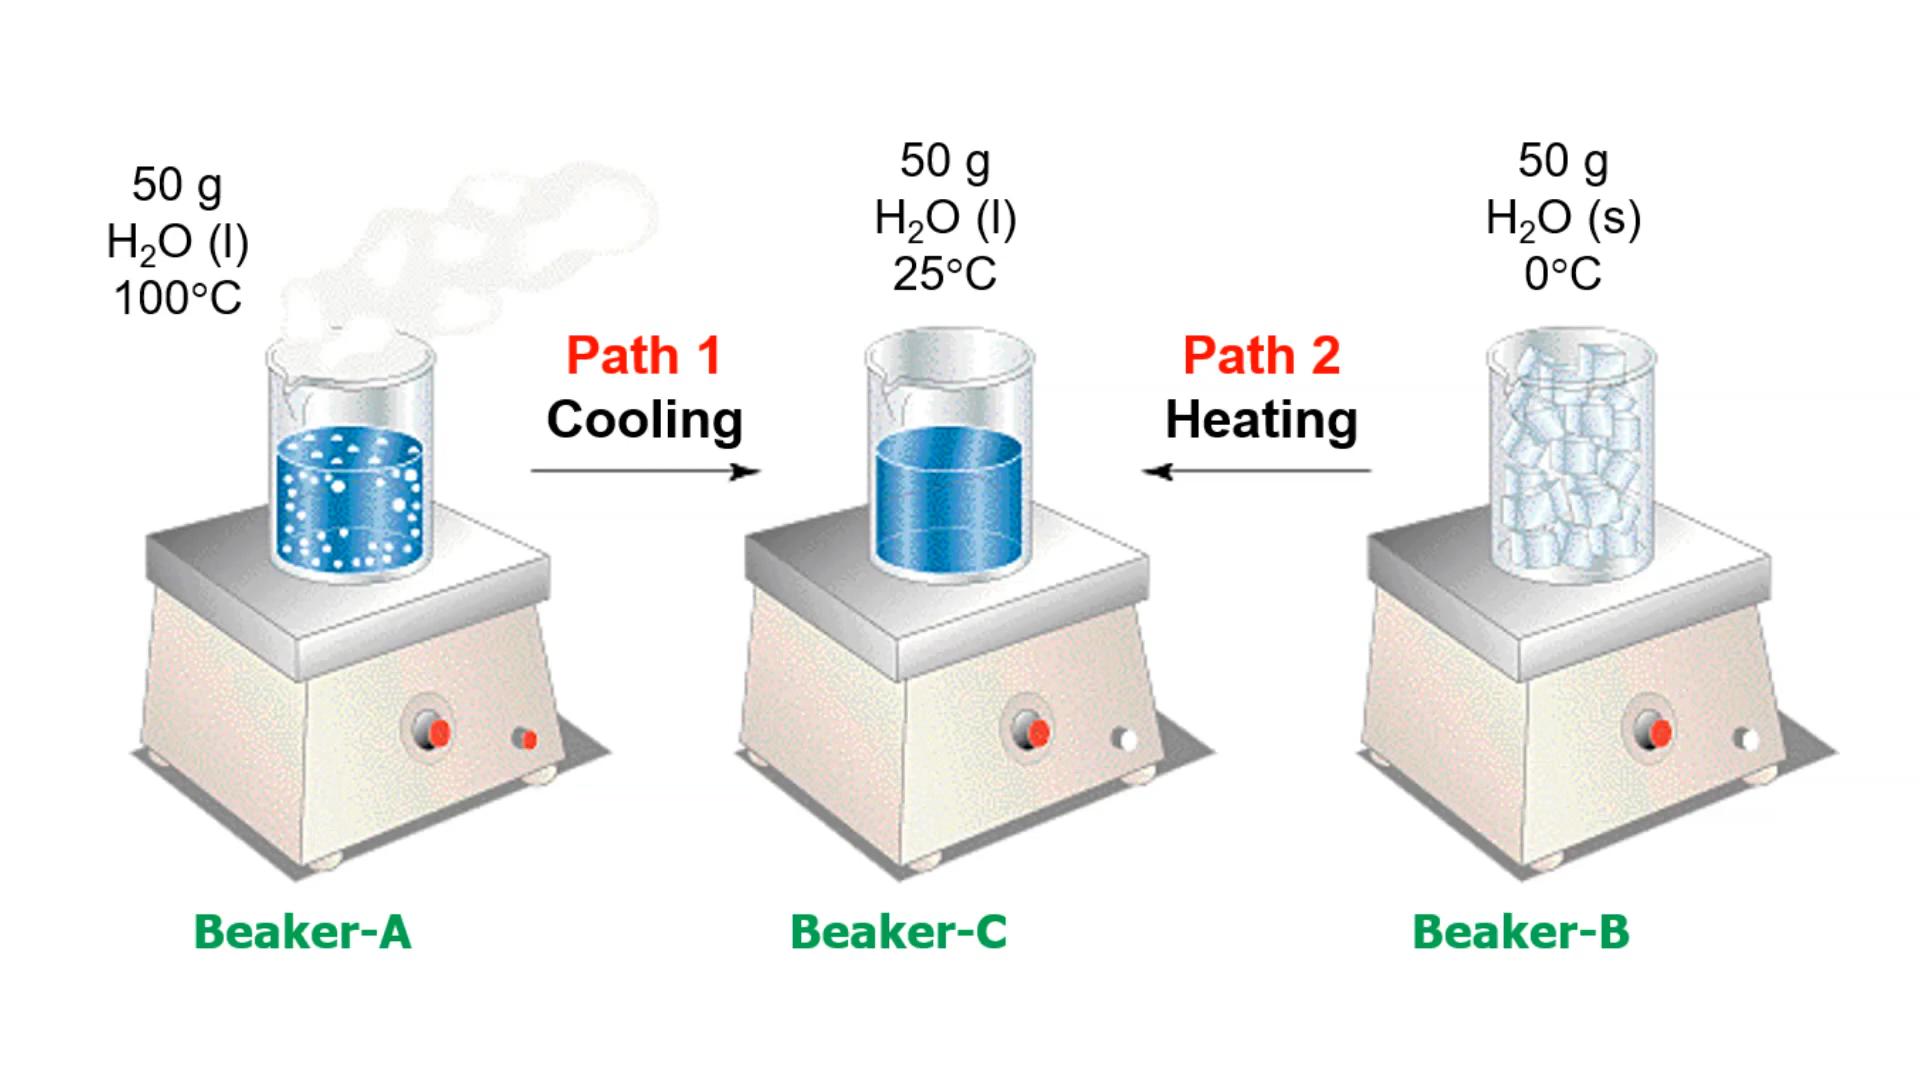 50 g
H₂O (l)
100°C
Path 1
Cooling
50 g
H₂O (l)
25°C
Path 2
Heating
50 g
H₂O (s)
0°C
Beaker-A
Beaker-C
Beaker-B